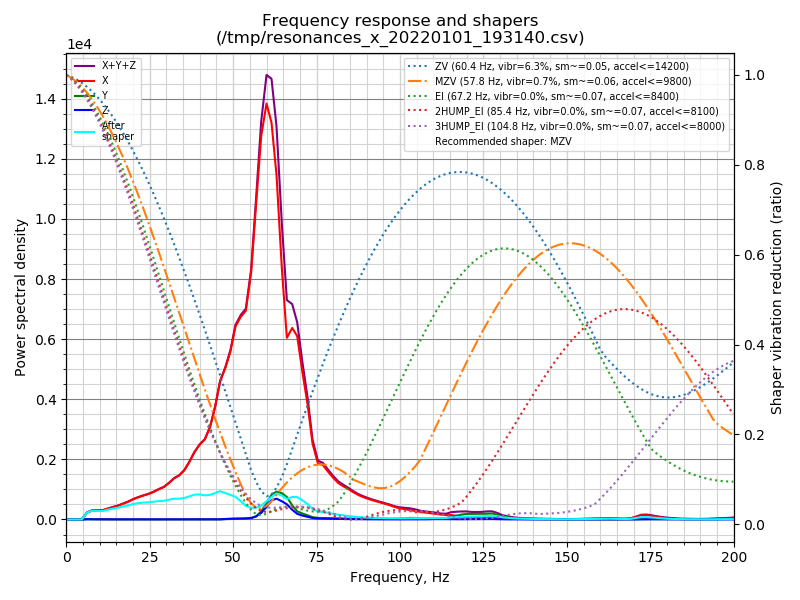 Frequency response and shapers
(/tmp/resonances_x_20220101_193140.csv)
1e4
X+Y+Z
X
Y
Z
After
shaper
ZV (60.4 Hz, vibr=6.3%, sm~=0.05, accel<=14200)
MZV (57.8 Hz, vibr=0.7%, sm~=0.06, accel<=9800)
EI (67.2 Hz, vibr=0.0%, sm~=0.07, accel<=8400)
2HUMP_EI (85.4 Hz, vibr=0.0%, sm~=0.07, accel<=8100)
3HUMP_EI (104.8 Hz, vibr=0.0%, sm~=0.07, accel<=8000)
Recommended shaper: MZV
Power spectral density
1.4
1.2
1.0
0.8
0.6
0.4
0.2
0.0
Shaper vibration reduction (ratio)
1.0
0.8
0.6
0.4
0.2
0.0
0 25 50 75 100 125 150 175 200
Frequency, Hz